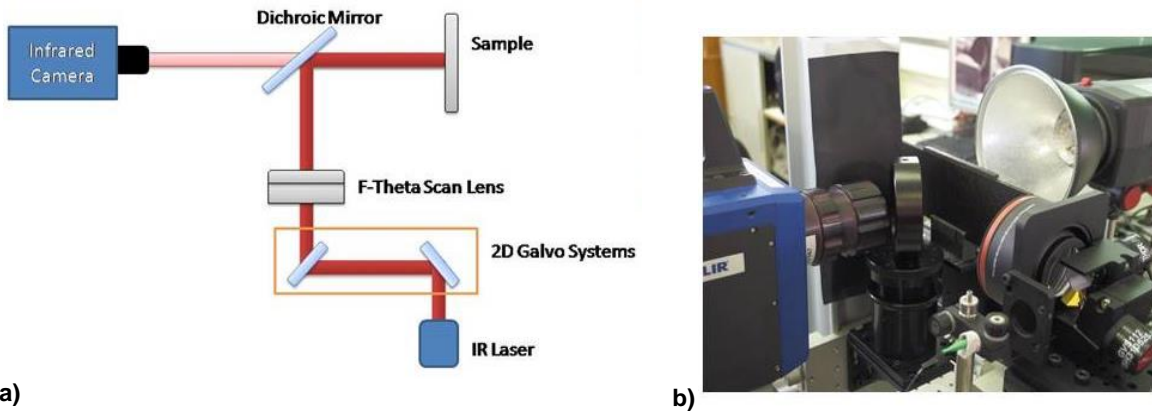 Dichroic Mirror
Infrared
Camera
Sample
F-Theta Scan Lens
2D Galvo Systems
IR Laser
a)
LIR
b)